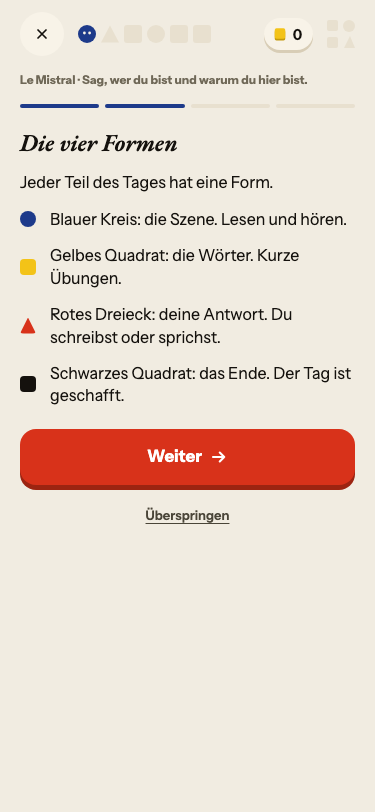 0
Le Mistral · Sag, wer du bist und warum du hier bist.
Die vier Formen
Jeder Teil des Tages hat eine Form.
Blauer Kreis: die Szene. Lesen und hören.
Gelbes Quadrat: die Wörter. Kurze
Übungen.
Rotes Dreieck: deine Antwort. Du
schreibst oder sprichst.
Schwarzes Quadrat: das Ende. Der Tag ist
geschafft.
Weiter →
Überspringen